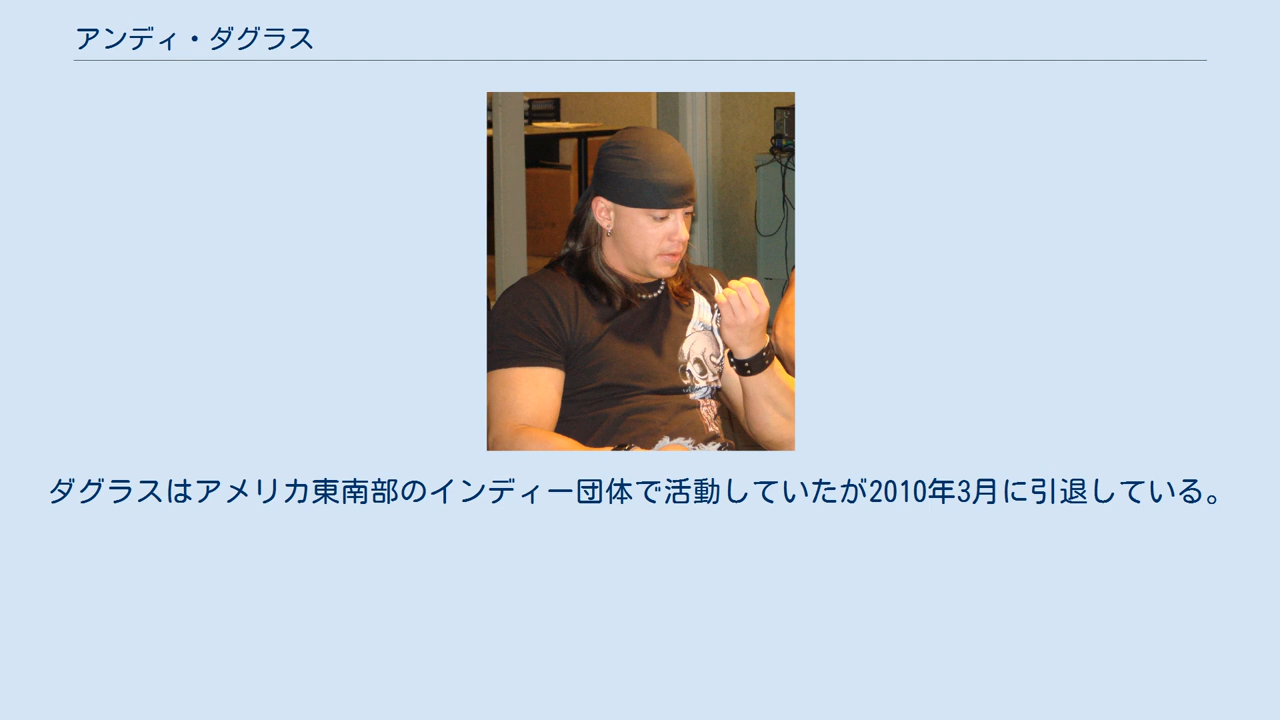 アンディ・ダグラス
ダグラスはアメリカ東南部のインディー団体で活動していたが2010年3月に引退している。